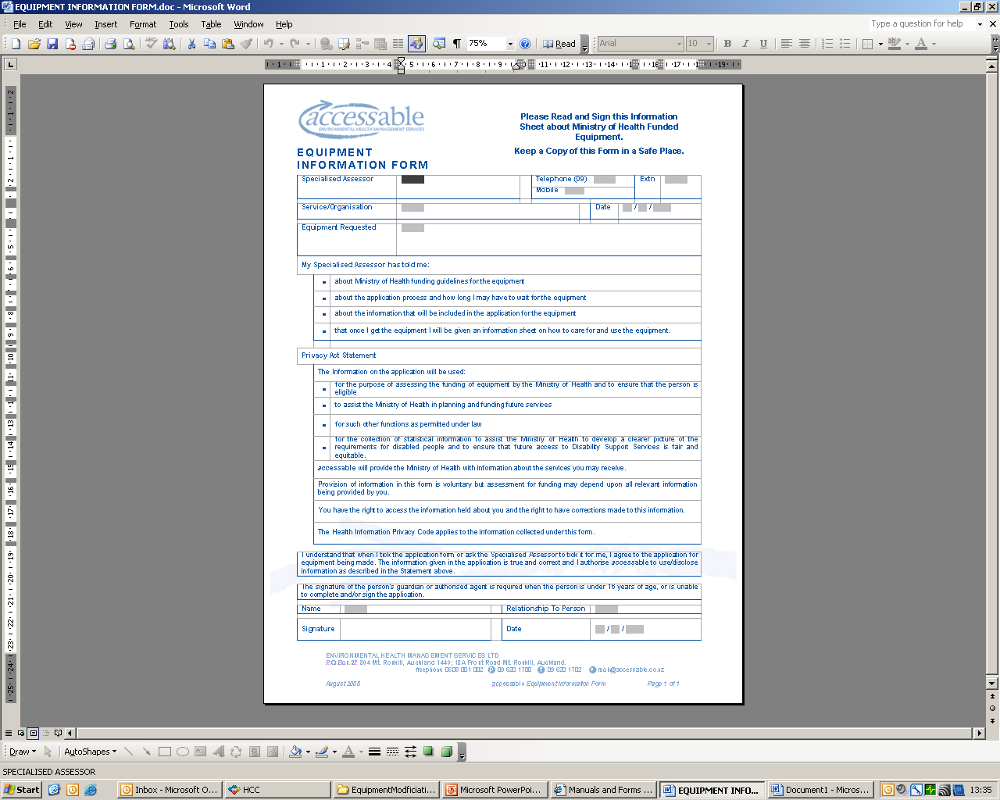 EQUIPMENT INFORMATION FORM.doc - Microsoft Word
File Edit View Insert Format Tools Table Window Help
Type a question for help
75% Read Arial 10
accessable
ENVIRONMENTAL HEALTH MANAGEMENT SERVICES
Please Read and Sign this Information
Sheet about Ministry of Health Funded
Equipment.
Keep a Copy of this Form in a Safe Place.
EQUIPMENT
INFORMATION FORM
Specialised Assessor Telephone (09) Extn
Mobile
Service/Organisation Date / /
Equipment Requested
My Specialised Assessor has told me:
about Ministry of Health funding guidelines for the equipment
about the application process and how long I may have to wait for the equipment
about the information that will be included in the application for the equipment
that once I get the equipment I will be given an information sheet on how to care for and use the equipment.
Privacy Act Statement
The Information on the application will be used:
for the purpose of assessing the funding of equipment by the Ministry of Health and to ensure that the person is
eligible
to assist the Ministry of Health in planning and funding future services
for such other functions as permitted under law
for the collection of statistical information to assist the Ministry of Health to develop a clearer picture of the
requirements for disabled people and to ensure that future access to Disability Support Services is fair and
equitable.
accessable will provide the Ministry of Health with information about the services you may receive.
Provision of information in this form is voluntary but assessment for funding may depend upon all relevant information
being provided by you.
You have the right to access the information held about you and the right to have corrections made to this information.
The Health Information Privacy Code applies to the information collected under this form.
I understand that when I tick the application form or ask the Specialised Assessor to tick it for me, I agree to the application for
equipment being made. The information given in the application is true and correct and I authorise accessable to use/disclose
information as described in the Statement above.
The signature of the person's guardian or authorised agent is required when the person is under 16 years of age, or is unable
to complete and/or sign the application.
Name Relationship To Person
Signature Date / /
ENVIRONMENTAL HEALTH MANAGEMENT SERVICES LTD
P.O.Box 27 804 Mt. Roskill, Auckland 1440; 18A Front Road Mt. Roskill, Auckland.
freephone 0508 001 002 09 620 1700 09 620 1702 moh@accessable.co.nz
August 2008 accessable Equipment Information Form Page 1 of 1
Draw AutoShapes
SPECIALISED ASSESSOR
Start Inbox - Microsoft O... HCC EquipmentModficiati... Microsoft PowerPoi... Manuals and Forms ... EQUIPMENT INFO... Document1 - Micros... 13:35